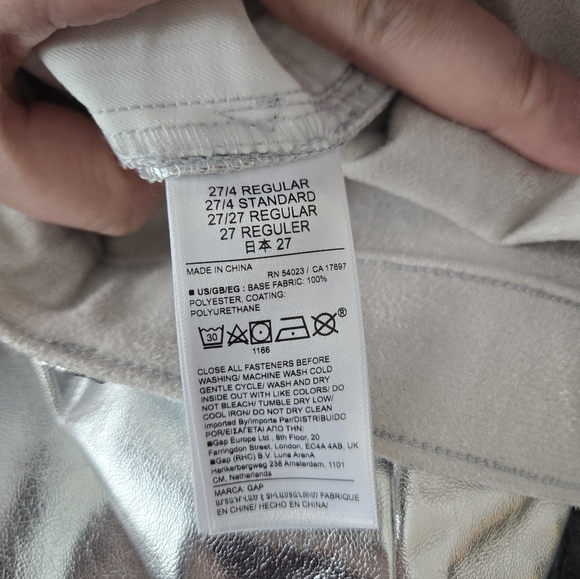 27/4 REGULAR
27/4 STANDARD
27/27 REGULAR
27 REGULER
日本 27
MADE IN CHINA RN 54023 / CA 17897
■ US/GB/EG : BASE FABRIC: 100%
POLYESTER, COATING:
POLYURETHANE
30 ®
1166
CLOSE ALL FASTENERS BEFORE
WASHING/ MACHINE WASH COLD
GENTLE CYCLE/ WASH AND DRY
INSIDE OUT WITH LIKE COLORS/ DO
NOT BLEACH/ TUMBLE DRY LOW/
COOL IRON/ DO NOT DRY CLEAN
Imported by/Importe Par/DISTRIBUIDO
POR/ΕΙΣΑΓΕΤΑΙ ΑΠΟ ΤΗΝ:
■Gap Europe Ltd., 8th Floor, 20
Farringdon Street, London, EC4A 4AB, UK
■Gap (RHC) B.V. Luna ArenA
Herikerbergweg 238 Amsterdam, 1101
CM, Netherlands
MARCA: GAP
FABRIQUE
EN CHINE/ HECHO EN CHINA/